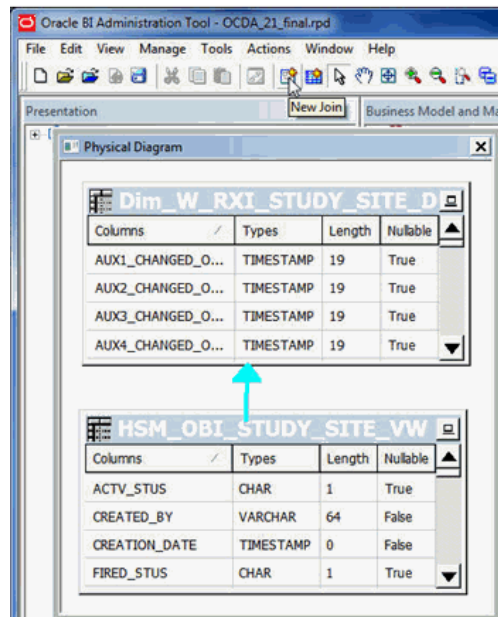 Oracle BI Administration Tool - OCDA_21_final.rpd
File Edit View Manage Tools Actions Window Help
New Join
Presentation
Business Model and Ma
Physical Diagram
Dim_W_RXI_STUDY_SITE_D
Columns Types Length Nullable
AUX1_CHANGED_O... TIMESTAMP 19 True
AUX2_CHANGED_O... TIMESTAMP 19 True
AUX3_CHANGED_O... TIMESTAMP 19 True
AUX4_CHANGED_O... TIMESTAMP 19 True
HSM_OBI_STUDY_SITE_VW
Columns Types Length Nullable
ACTV_STUS CHAR 1 True
CREATED_BY VARCHAR 64 False
CREATION_DATE TIMESTAMP 0 False
FIRED_STUS CHAR 1 True